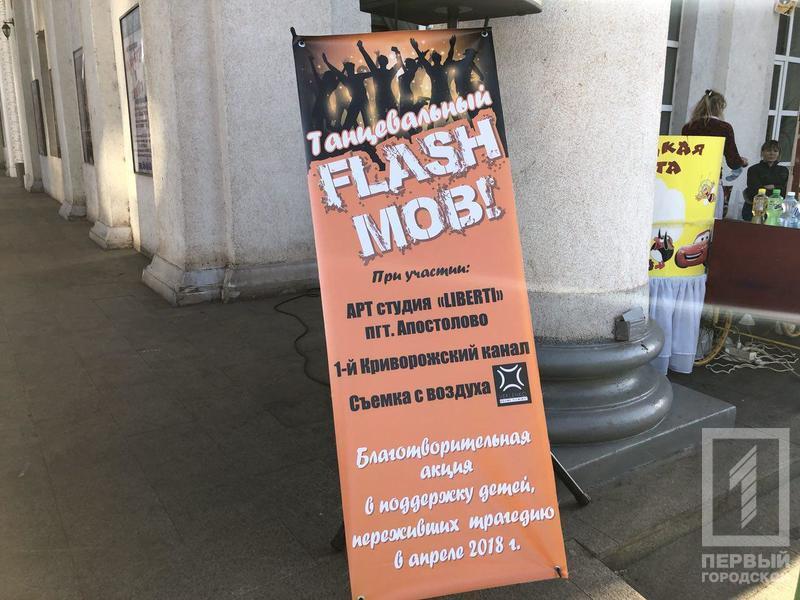 Танцевальный
FLASH
MOB!
При участии:
АРТ студия «LIBERTI»
пгт. Апостолово
1-й Криворожский канал
Съемка с воздуха
Благотворительная
акция
в поддержку детей,
переживших трагедию
в апреле 2018 г.
1
ПЕРВЫЙ
ГОРОДСКОЙ